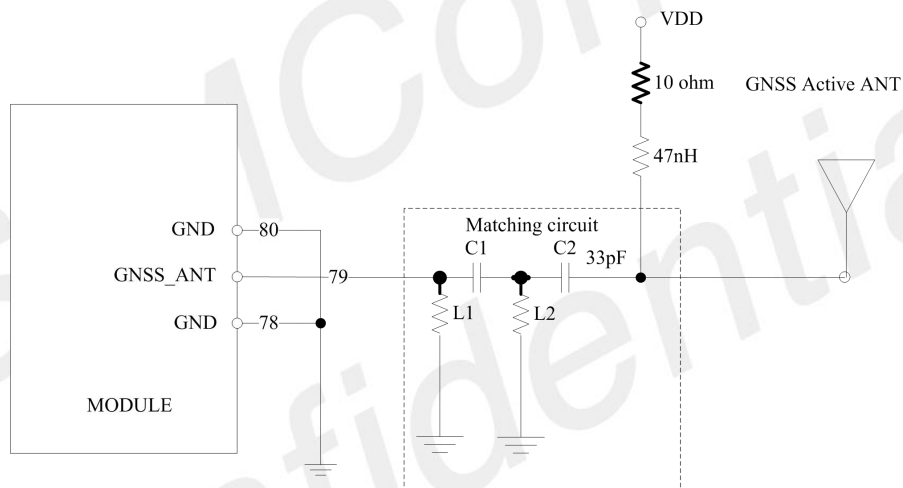 VDD
10 ohm
GNSS Active ANT
47nH
Matching circuit
C1
C2
33pF
GND
80
GNSS_ANT
79
L1
L2
GND
78
MODULE